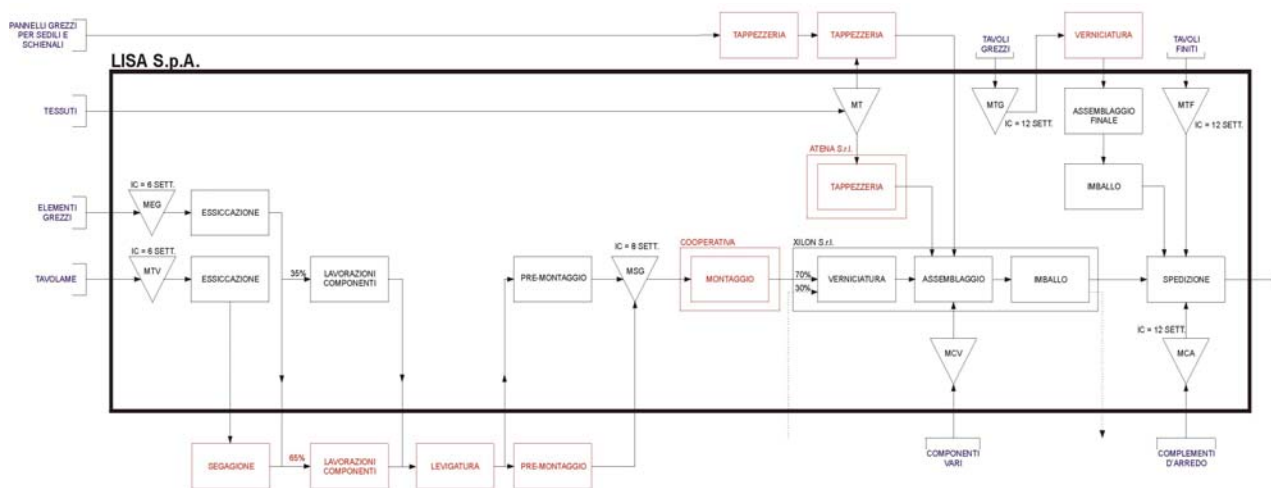 PANNELLI GREZZI
PER SEDILI E
SCHIENALI
TAPPEZZERIA
TAPPEZZERIA
TAVOLI
GREZZI
VERNICIATURA
TAVOLI
FINITI
LISA S.p.A.
TESSUTI
MT
MTG
IC = 12 SETT.
ASSEMBLAGGIO
FINALE
MTF
IC = 12 SETT.
ATENA S.r.l.
TAPPEZZERIA
IMBALLO
IC = 6 SETT.
ELEMENTI
GREZZI
MEG
ESSICCAZIONE
IC = 6 SETT.
TAVOLAME
MTV
ESSICCAZIONE
35%
LAVORAZIONI
COMPONENTI
PRE-MONTAGGIO
IC = 8 SETT.
MSG
COOPERATIVA
MONTAGGIO
XILON S.r.l.
70%
30%
VERNICIATURA
ASSEMBLAGGIO
IMBALLO
SPEDIZIONE
IC = 12 SETT.
MCV
MCA
SEGAGIONE
65%
LAVORAZIONI
COMPONENTI
LEVIGATURA
PRE-MONTAGGIO
COMPONENTI
VARI
COMPLEMENTI
D'ARREDO